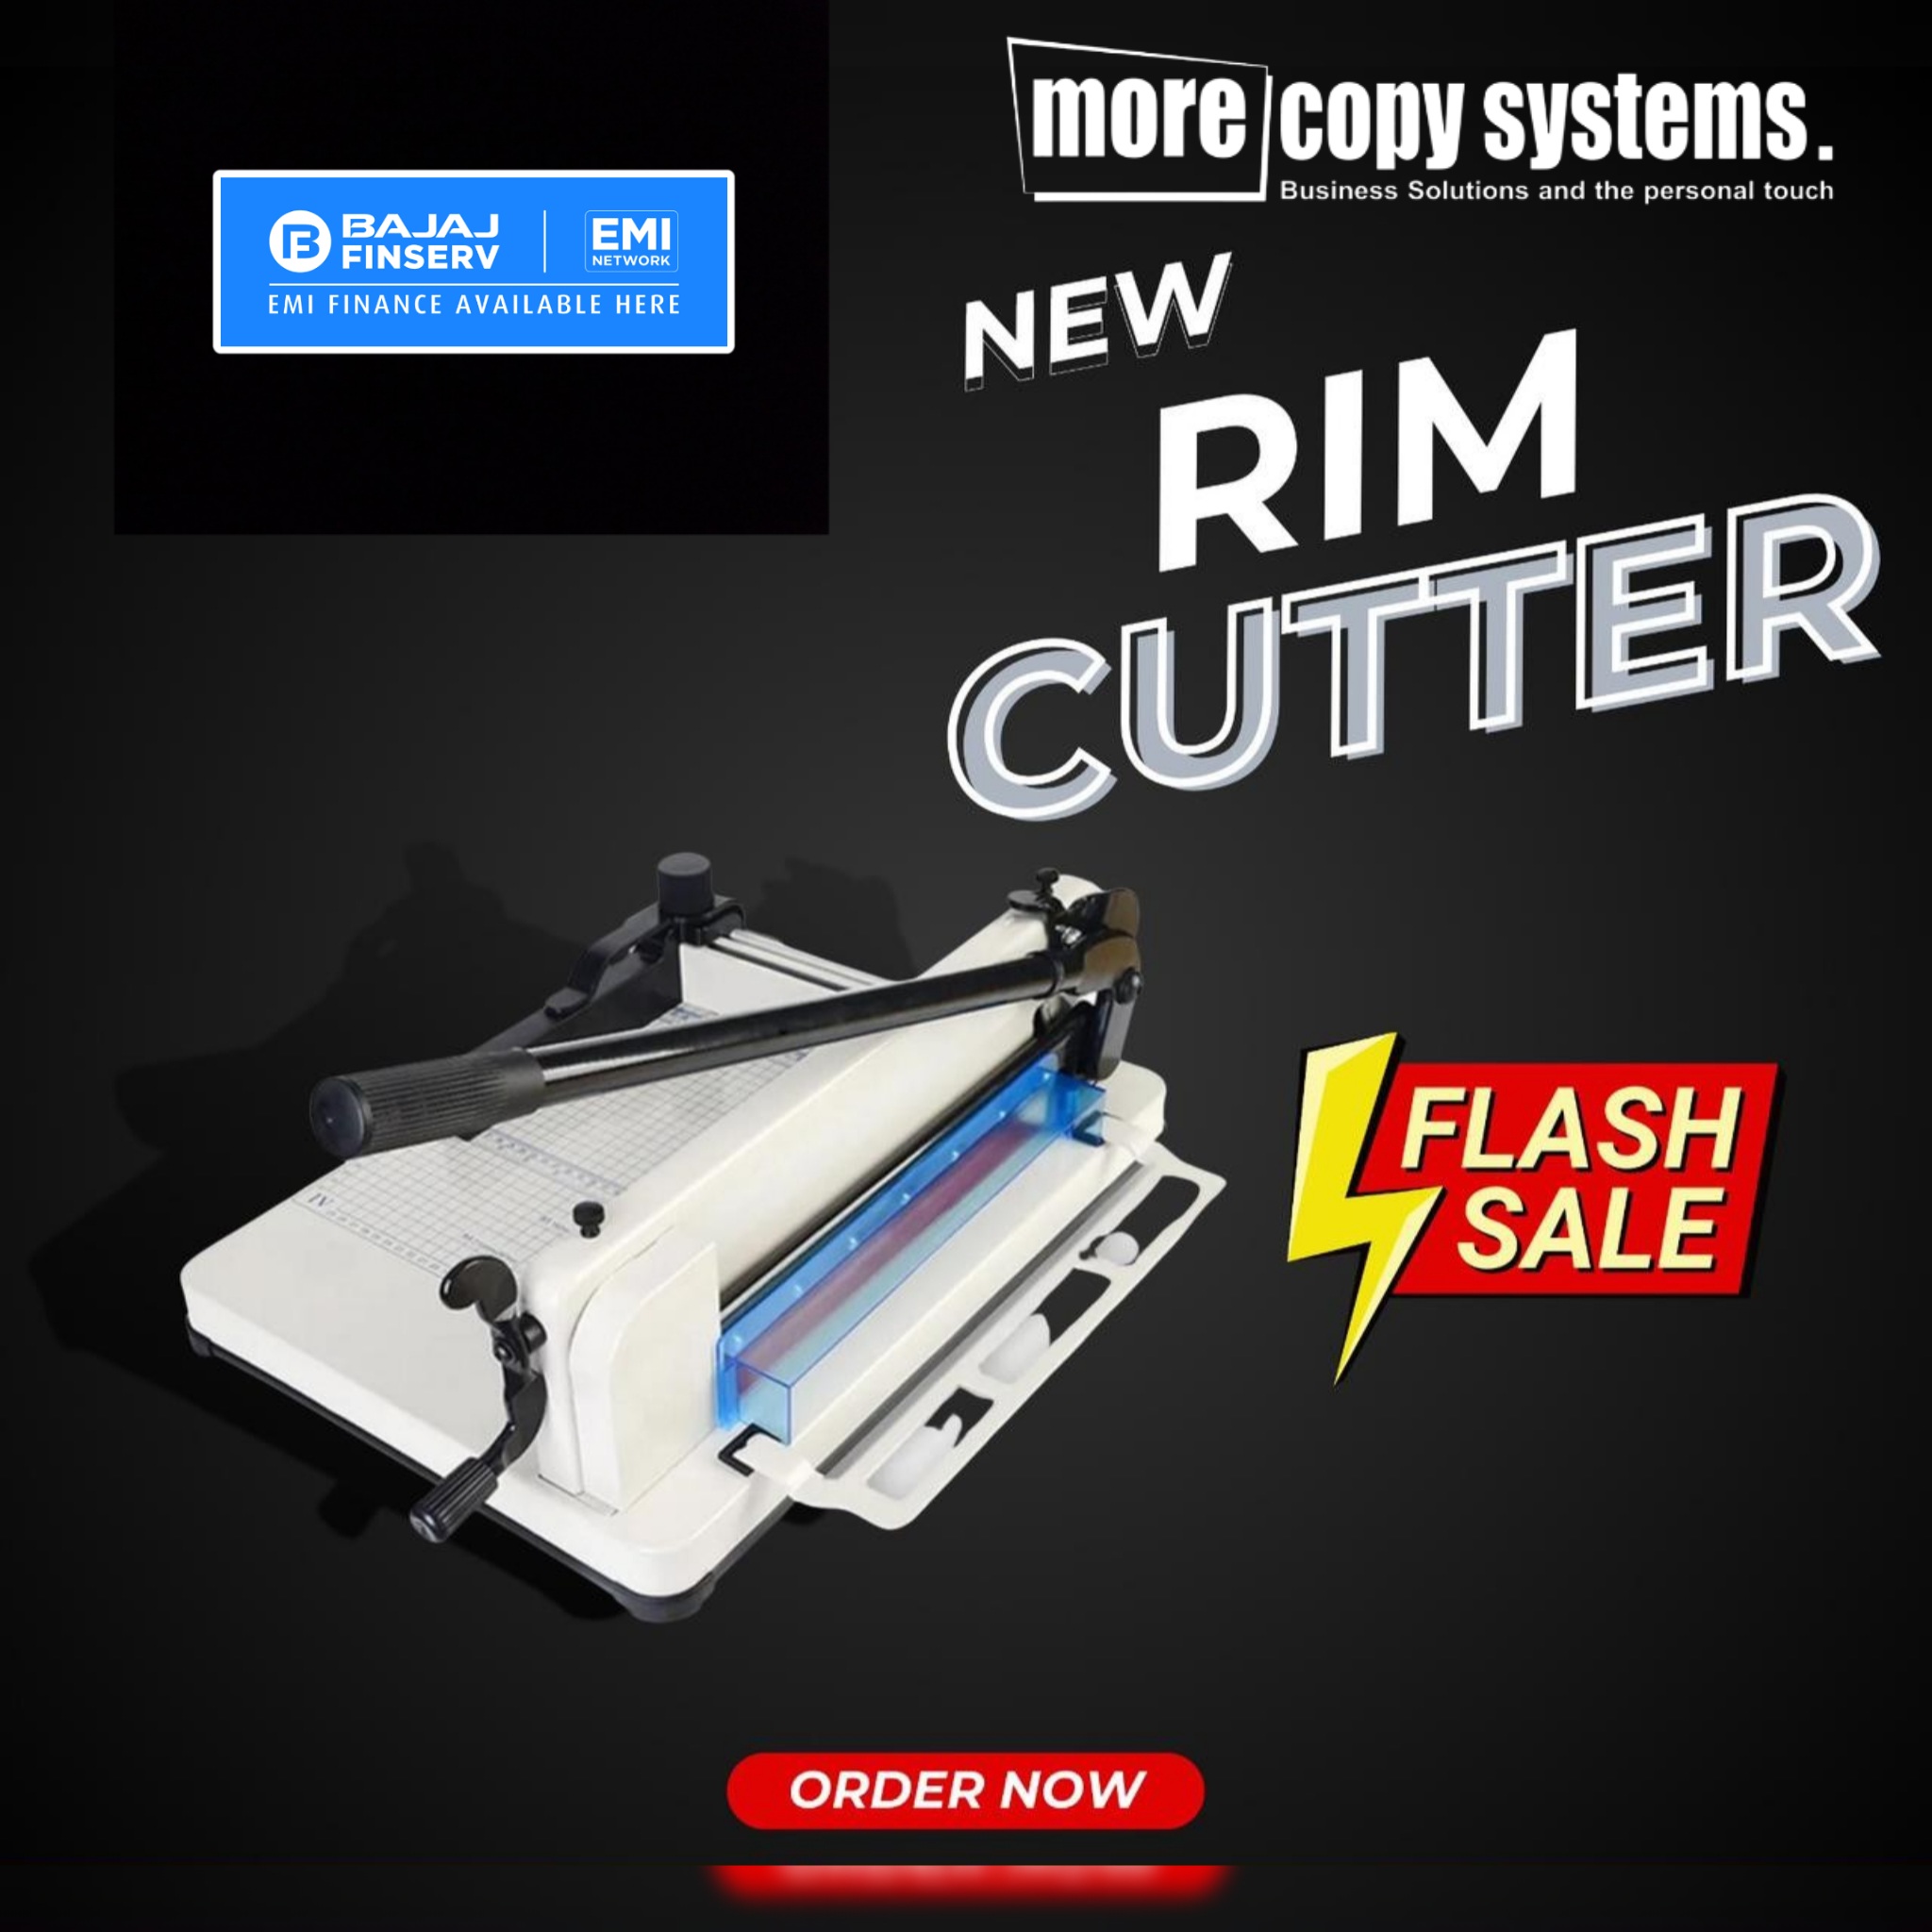 BAJAJ
FINSERV
EMI
NETWORK
EMI FINANCE AVAILABLE HERE
more copy systems.
Business Solutions and the personal touch
NEW
RIM
CUTTER
FLASH
SALE
ORDER NOW